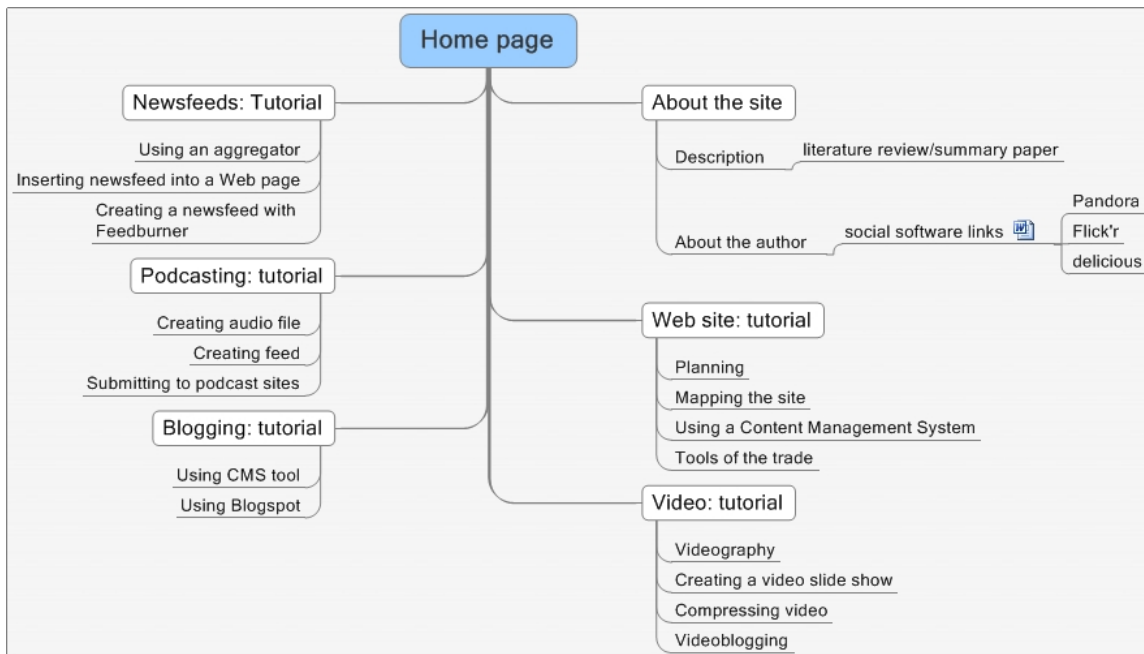 Home page
Newsfeeds: Tutorial
Using an aggregator
Inserting newsfeed into a Web page
Creating a newsfeed with
Feedburner
Podcasting: tutorial
Creating audio file
Creating feed
Submitting to podcast sites
Blogging: tutorial
Using CMS tool
Using Blogspot
About the site
Description
literature review/summary paper
About the author
social software links
Pandora
Flick'r
delicious
Web site: tutorial
Planning
Mapping the site
Using a Content Management System
Tools of the trade
Video: tutorial
Videography
Creating a video slide show
Compressing video
Videoblogging